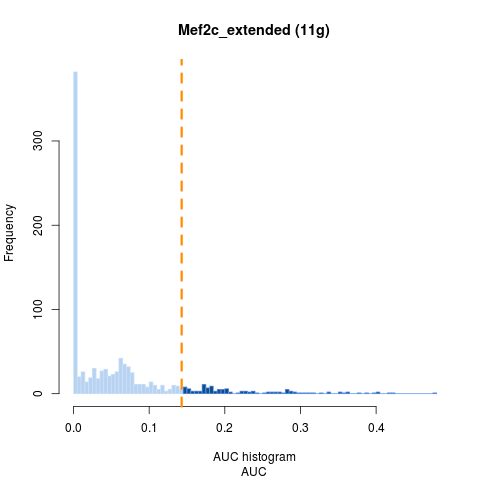 Mef2c_extended (11g)
Frequency
300
200
100
0
0.0 0.1 0.2 0.3 0.4
AUC histogram
AUC